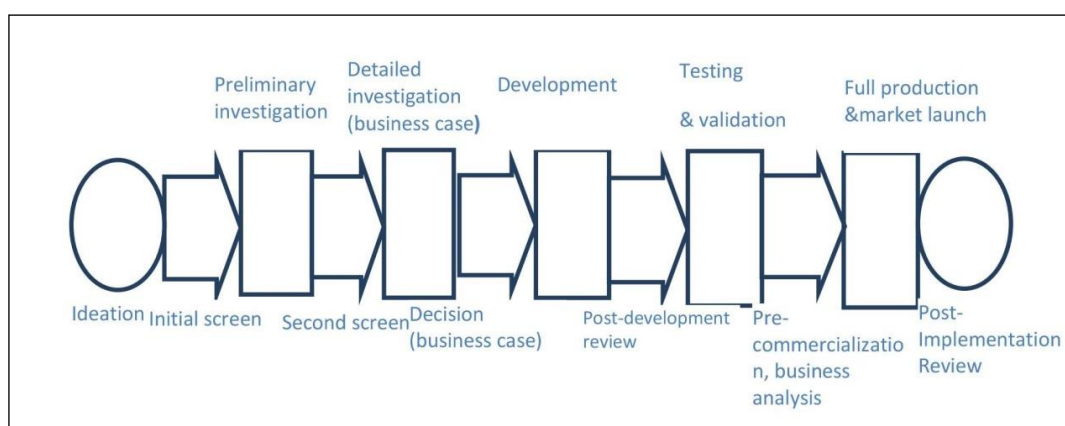 Preliminary
investigation
Detailed
investigation
(business case)
Development
Testing
& validation
Full production
&market launch
Ideation
Initial screen
Second screen
Decision
(business case)
Post-development
review
Pre-
commercializatio
n, business
analysis
Post-
Implementation
Review